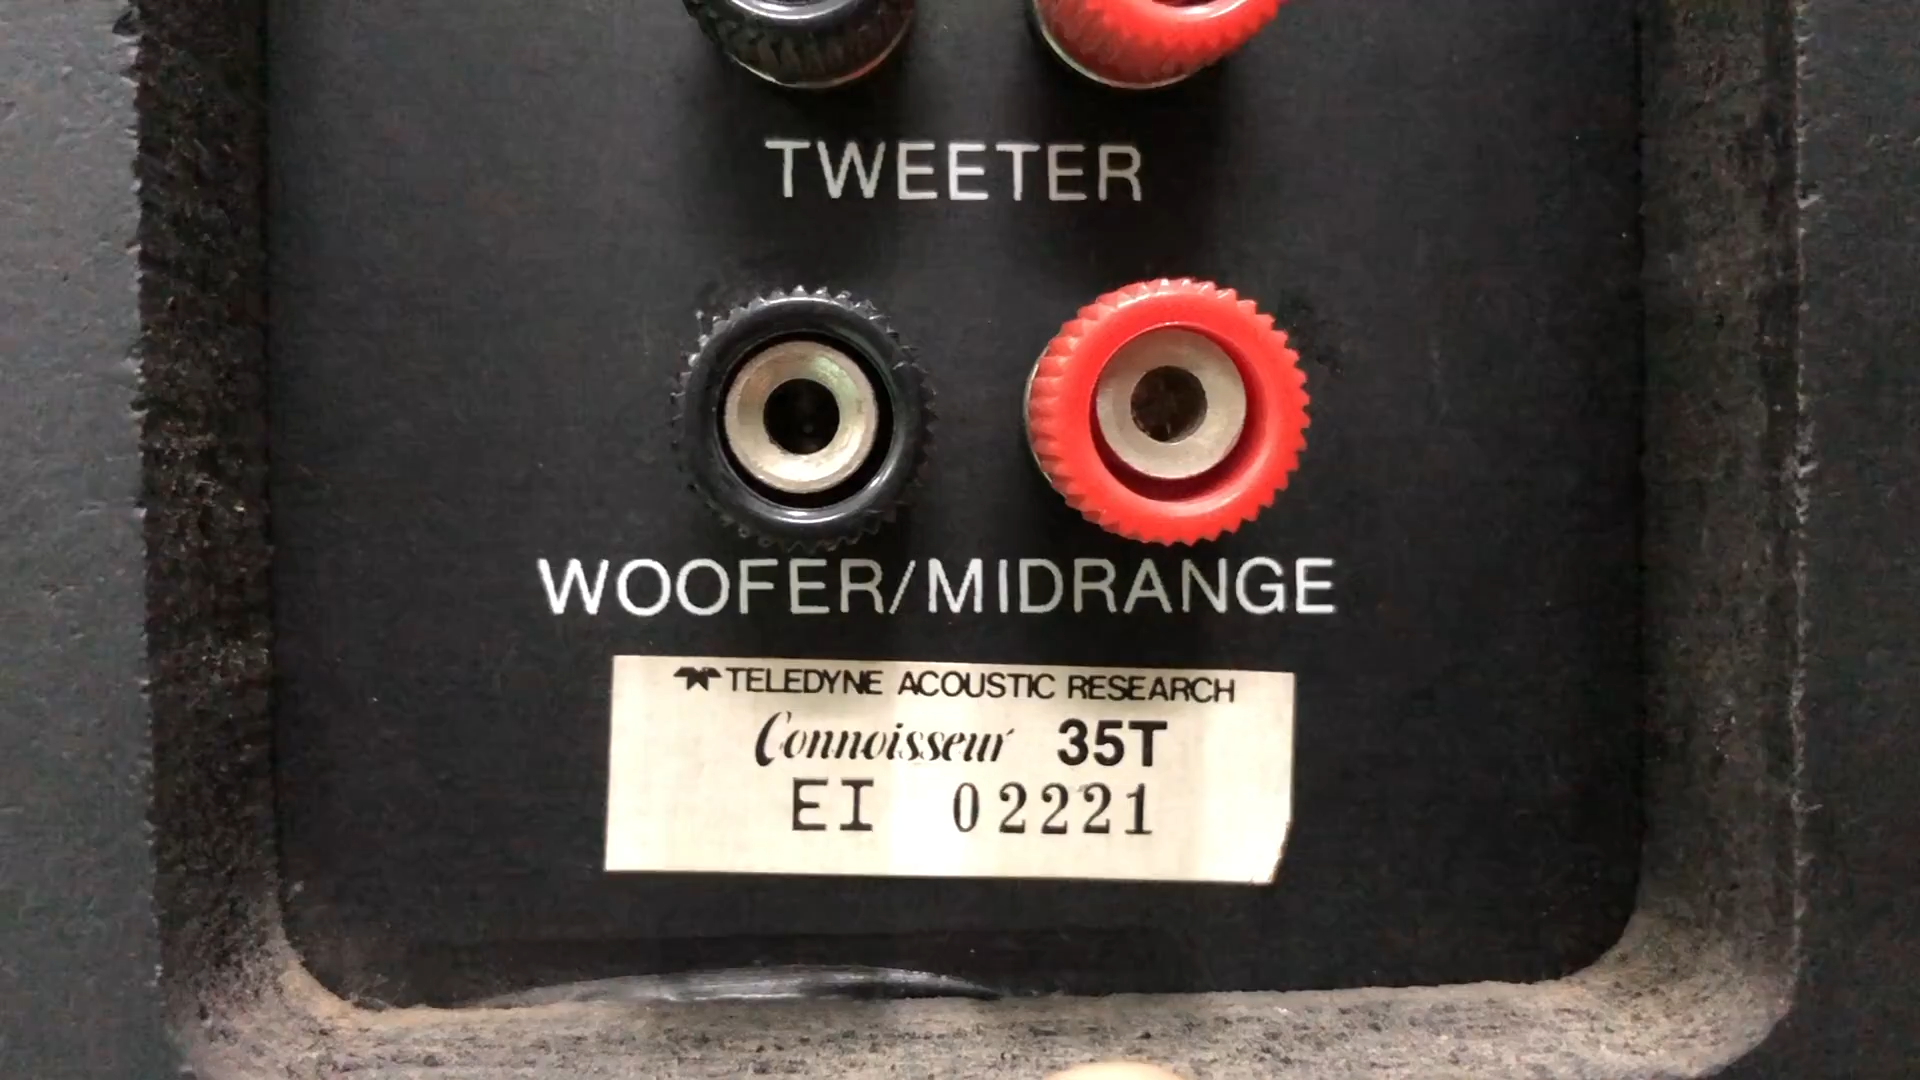 TWEETER
WOOFER/MIDRANGE
TELEDYNE ACOUSTIC RESEARCH
Connoisseur 35T
EI 02221